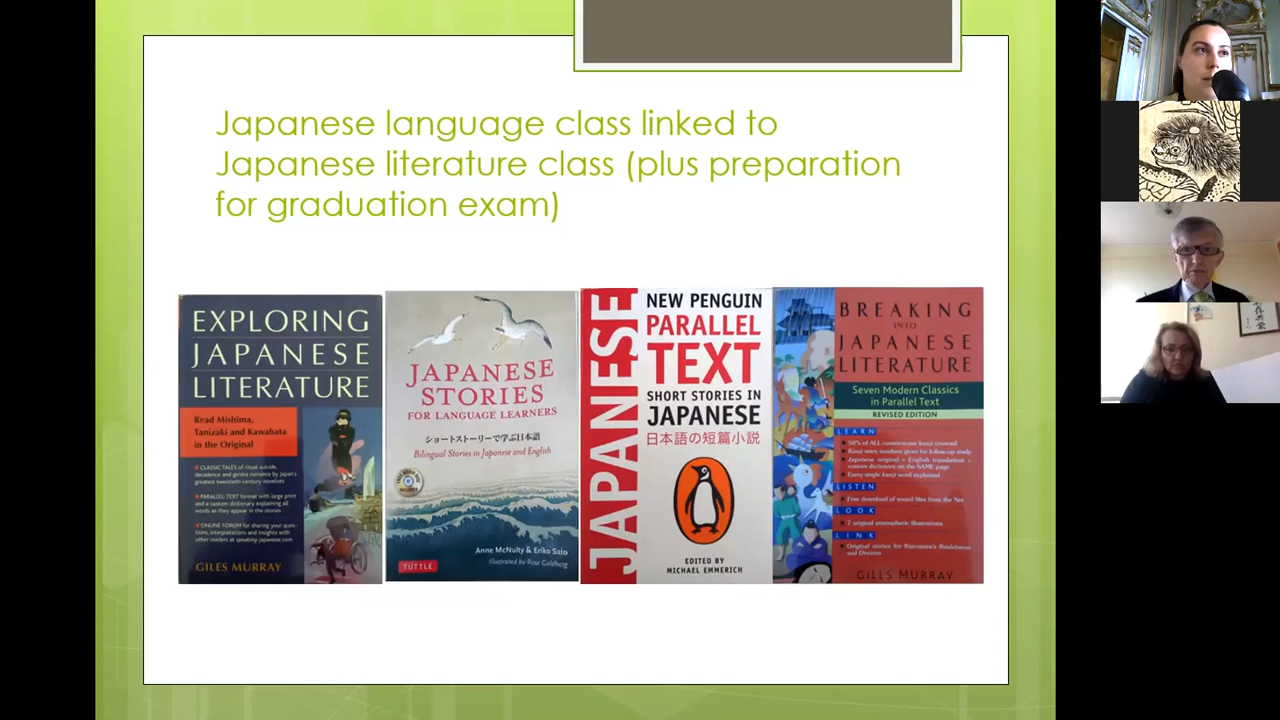 Japanese language class linked to
Japanese literature class (plus preparation
for graduation exam)
EXPLORING
JAPANESE
LITERATURE
Read Mishima,
Tanizaki and Kawabata
in the Original
CLASSIC TALES of ritual suicide,
decadence and geisha romance by Japan's
greatest twentieth-century novelists
PARALLEL-TEXT format with large print
and a custom dictionary explaining all
words as they appear in the stories
ONLINE FORUM for sharing your ques-
tions, interpretations and insights with
other readers at speaking-japanese.com
GILES MURRAY
JAPANESE
STORIES
FOR LANGUAGE LEARNERS
ショートストーリーで学ぶ日本語
Bilingual Stories in Japanese and English
Anne McNulty & Eriko Sato
Illustrated by Rose Goldberg
TUTTLE
JAPANESE
NEW PENGUIN
PARALLEL
TEXT
SHORT STORIES IN
JAPANESE
日本語の短篇小説
EDITED BY
MICHAEL EMMERICH
BREAKING
INTO
JAPANESE
LITERATURE
Seven Modern Classics
in Parallel Text
REVISED EDITION
LEARN
50% of ALL commonuse kanji covered
Kanji entry numbers given for follow-up study
Japanese original + English translation +
custom dictionary on the SAME page
Every single kanji word explained
LISTEN
Free download of sound files from the Net
LOOK
7 original atmospheric illustrations
LINK
Original stories for Kurosawa's Rashōmon
and Dreams
GILES MURRAY